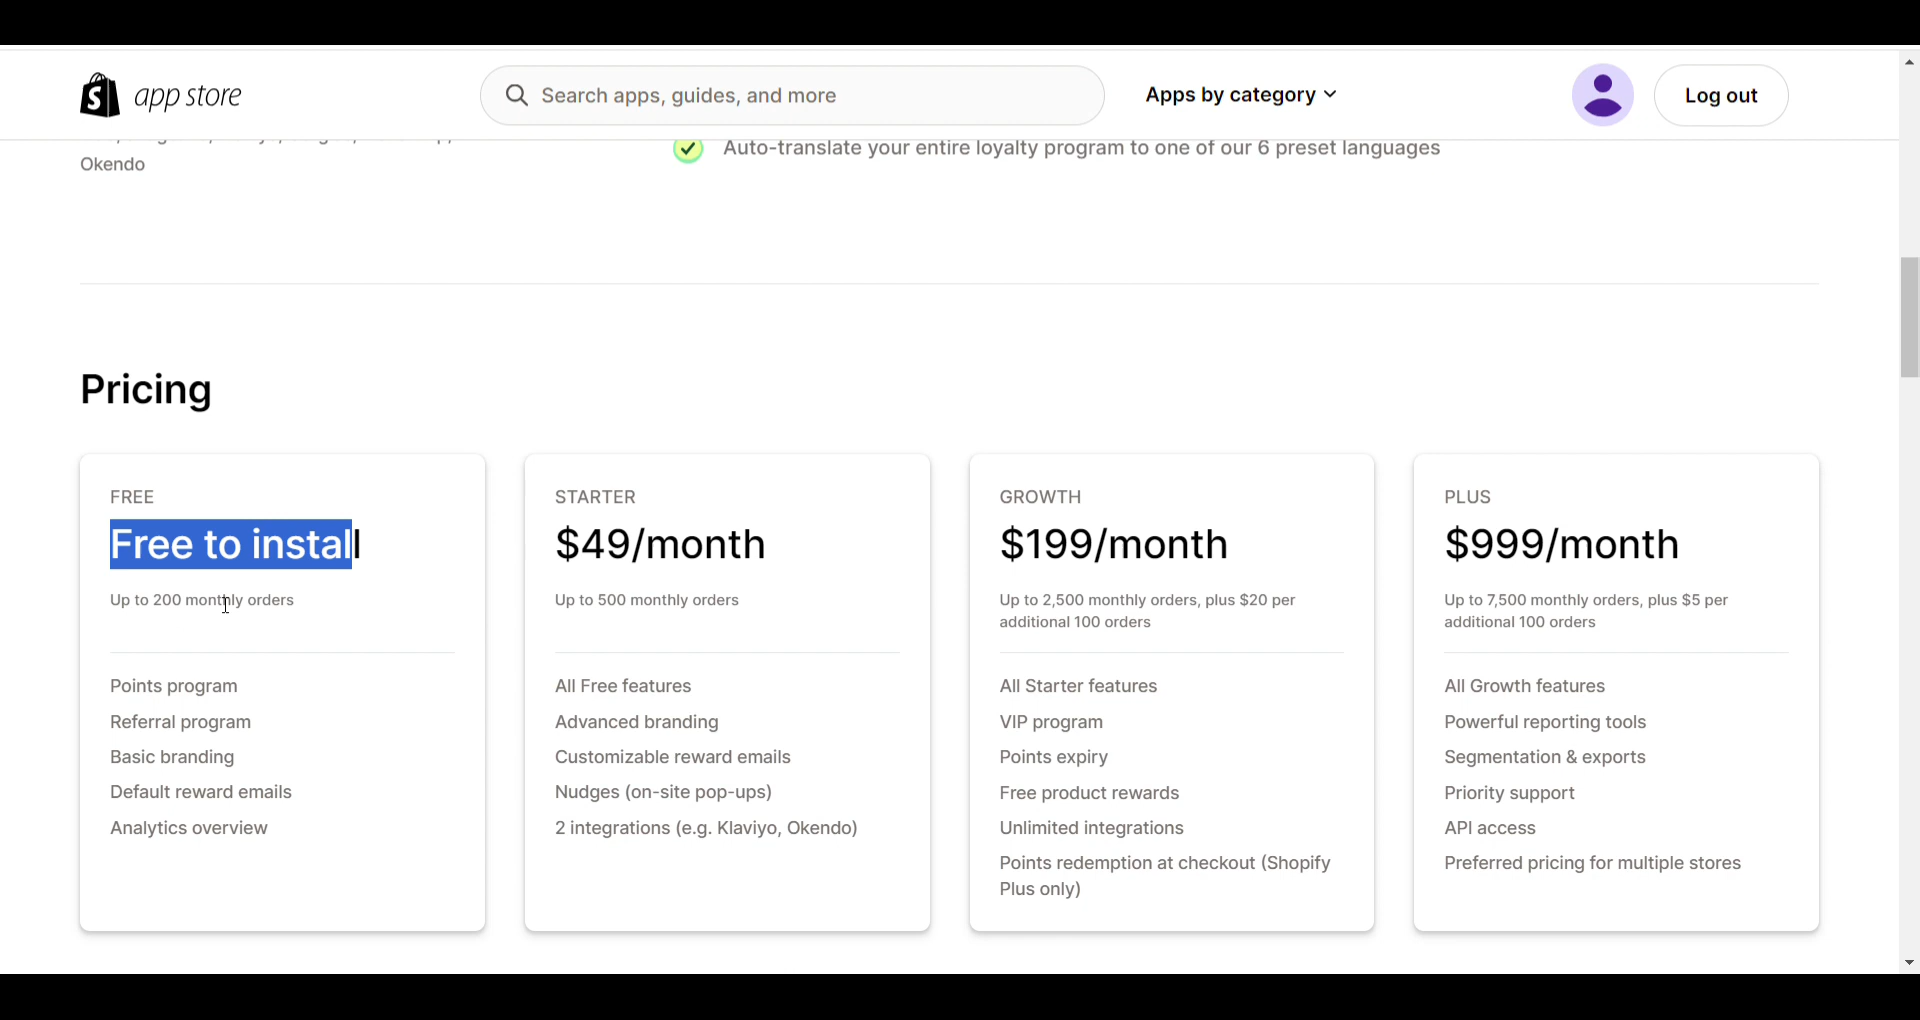 app store
Search apps, guides, and more
Apps by category
Log out
Okendo
Auto-translate your entire loyalty program to one of our 6 preset languages
Pricing
FREE
Free to install
Up to 200 monthly orders
Points program
Referral program
Basic branding
Default reward emails
Analytics overview
STARTER
$49/month
Up to 500 monthly orders
All Free features
Advanced branding
Customizable reward emails
Nudges (on-site pop-ups)
2 integrations (e.g. Klaviyo, Okendo)
GROWTH
$199/month
Up to 2,500 monthly orders, plus $20 per
additional 100 orders
All Starter features
VIP program
Points expiry
Free product rewards
Unlimited integrations
Points redemption at checkout (Shopify
Plus only)
PLUS
$999/month
Up to 7,500 monthly orders, plus $5 per
additional 100 orders
All Growth features
Powerful reporting tools
Segmentation & exports
Priority support
API access
Preferred pricing for multiple stores